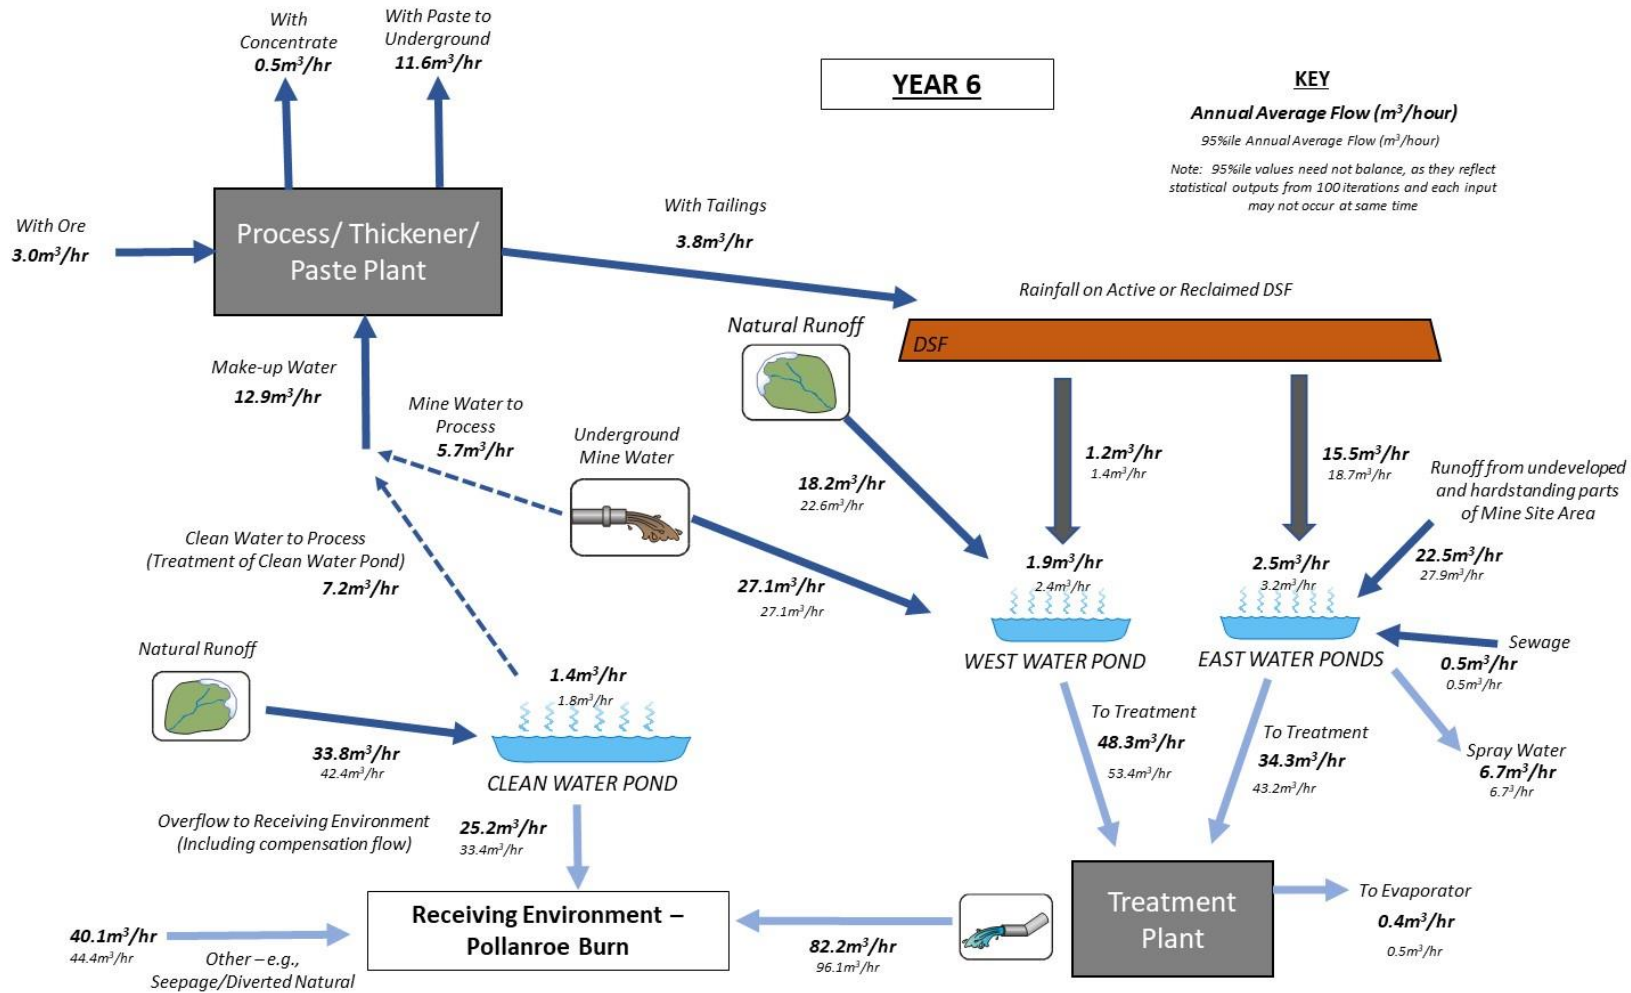 With
Concentrate
0.5m³/hr
With Paste to
Underground
11.6m³/hr
YEAR 6
KEY
Annual Average Flow (m³/hour)
95%ile Annual Average Flow (m³/hour)
Note: 95%ile values need not balance, as they reflect
statistical outputs from 100 iterations and each input
may not occur at same time
With Ore
3.0m³/hr
Process/ Thickener/
Paste Plant
With Tailings
3.8m³/hr
Rainfall on Active or Reclaimed DSF
DSF
Natural Runoff
Make-up Water
12.9m³/hr
Mine Water to
Process
5.7m³/hr
Underground
Mine Water
18.2m³/hr
22.6m³/hr
1.2m³/hr
1.4m³/hr
15.5m³/hr
18.7m³/hr
Runoff from undeveloped
and hardstanding parts
of Mine Site Area
22.5m³/hr
27.9m³/hr
Clean Water to Process
(Treatment of Clean Water Pond)
7.2m³/hr
27.1m³/hr
27.1m³/hr
1.9m³/hr
2.4m³/hr
2.5m³/hr
3.2m³/hr
WEST WATER POND
EAST WATER PONDS
Sewage
0.5m³/hr
0.5m³/hr
Natural Runoff
33.8m³/hr
42.4m³/hr
1.4m³/hr
1.8m³/hr
CLEAN WATER POND
To Treatment
48.3m³/hr
53.4m³/hr
To Treatment
34.3m³/hr
43.2m³/hr
Spray Water
6.7m³/hr
6.7³/hr
Overflow to Receiving Environment
(Including compensation flow)
25.2m³/hr
33.4m³/hr
Receiving Environment –
Pollanroe Burn
40.1m³/hr
44.4m³/hr
Other – e.g.,
Seepage/Diverted Natural
82.2m³/hr
96.1m³/hr
Treatment
Plant
To Evaporator
0.4m³/hr
0.5m³/hr